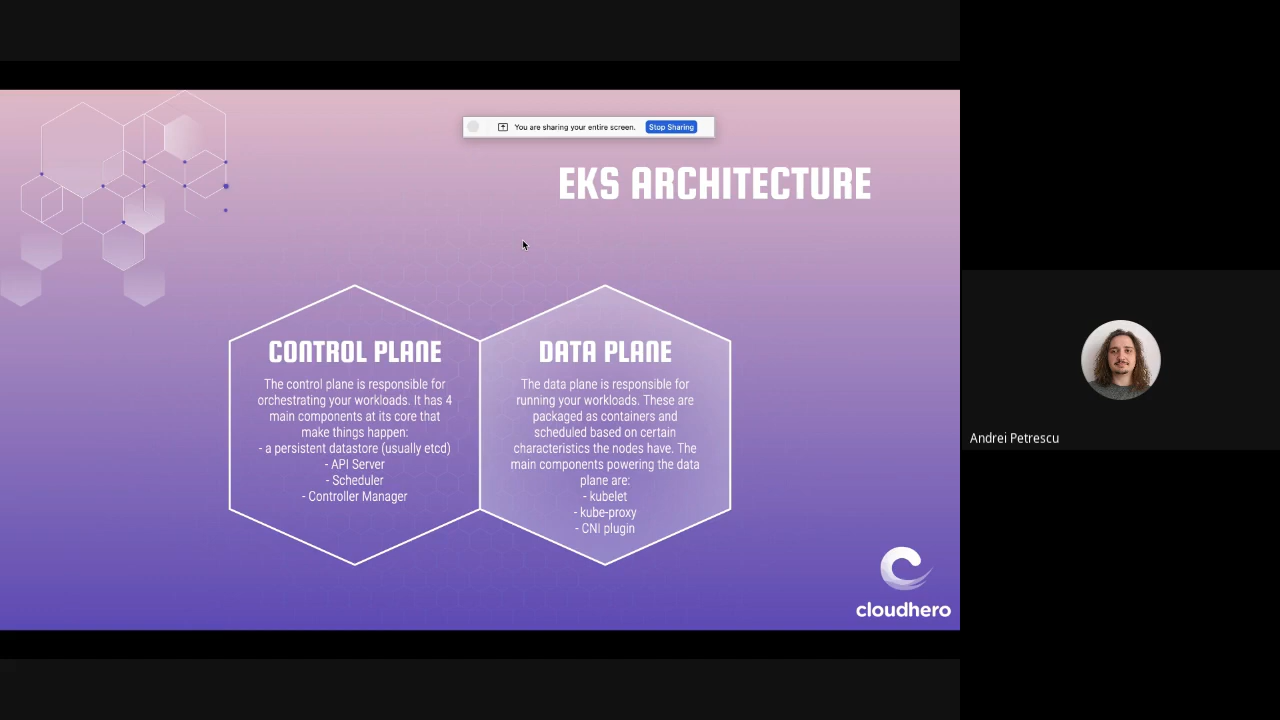 You are sharing your entire screen. Stop Sharing
EKS ARCHITECTURE
CONTROL PLANE
The control plane is responsible for
orchestrating your workloads. It has 4
main components at its core that
make things happen:
- a persistent datastore (usually etcd)
- API Server
- Scheduler
- Controller Manager
DATA PLANE
The data plane is responsible for
running your workloads. These are
packaged as containers and
scheduled based on certain
characteristics the nodes have. The
main components powering the data
plane are:
- kubelet
- kube-proxy
- CNI plugin
cloudhero
Andrei Petrescu